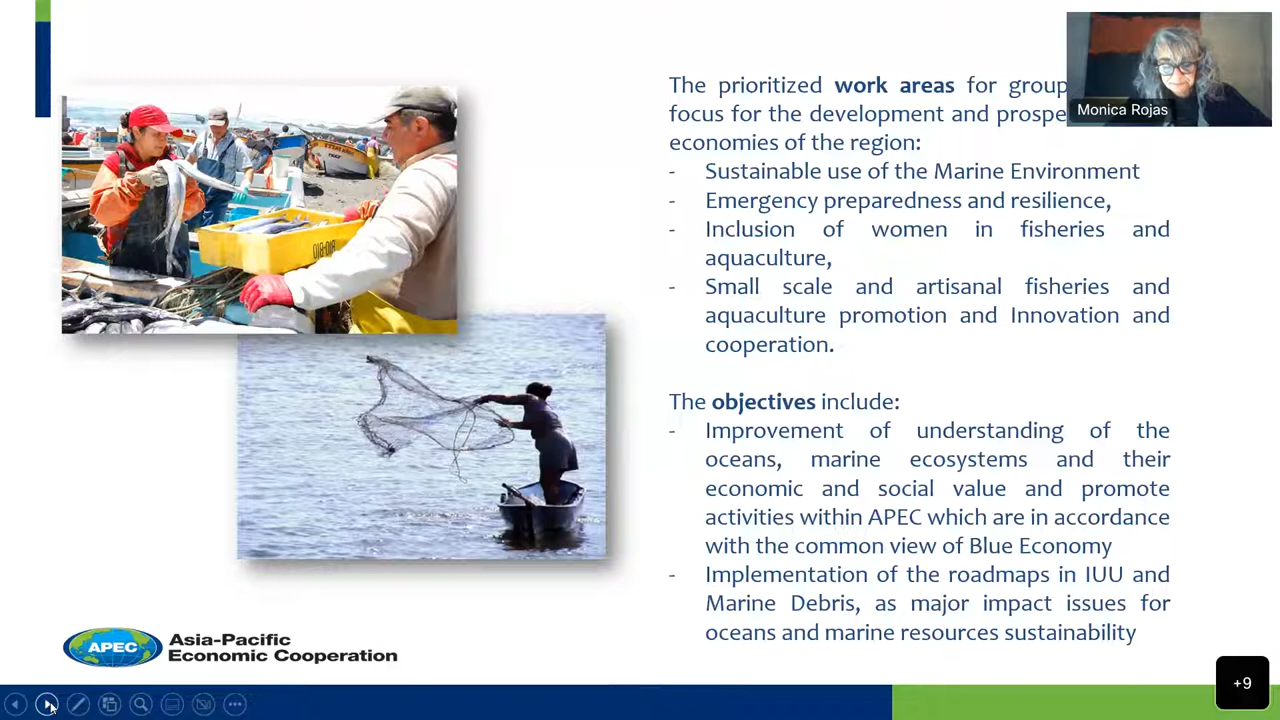 The prioritized work areas for group
focus for the development and prospe
economies of the region:
- Sustainable use of the Marine Environment
- Emergency preparedness and resilience,
- Inclusion of women in fisheries and
aquaculture,
- Small scale and artisanal fisheries and
aquaculture promotion and Innovation and
cooperation.
The objectives include:
- Improvement of understanding of the
oceans, marine ecosystems and their
economic and social value and promote
activities within APEC which are in accordance
with the common view of Blue Economy
- Implementation of the roadmaps in IUU and
Marine Debris, as major impact issues for
oceans and marine resources sustainability
Monica Rojas
APEC
Asia-Pacific
Economic Cooperation
+9